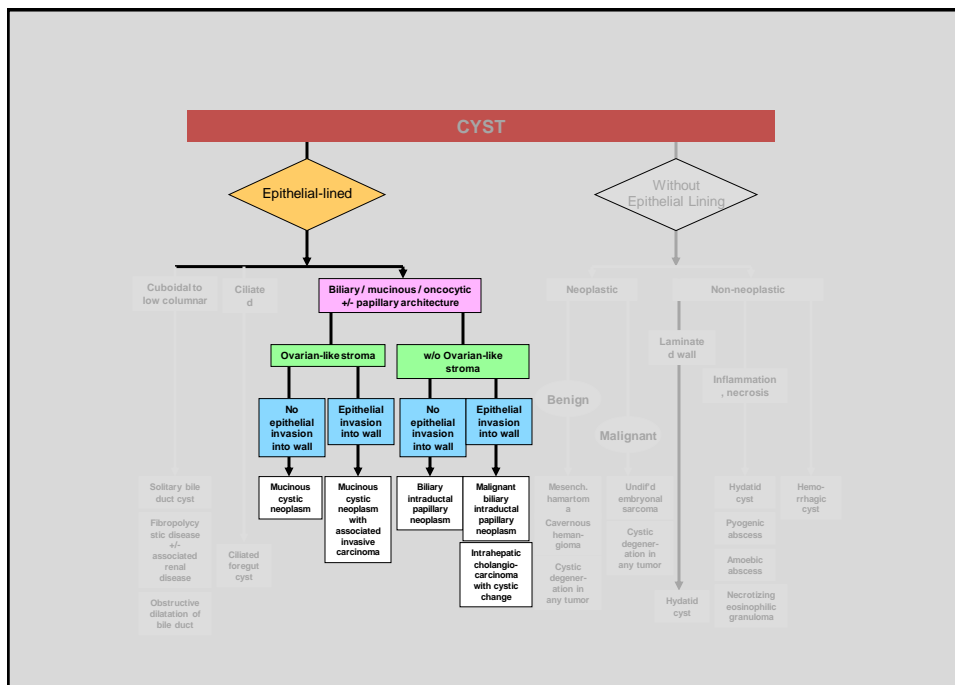 CYST
Epithelial-lined
Without
Epithelial Lining
Cuboidal to
low columnar
Ciliate
d
Biliary / mucinous / oncocytic
+/- papillary architecture
Neoplastic
Non-neoplastic
Ovarian-like stroma
w/o Ovarian-like
stroma
Laminate
d wall
Inflammation
, necrosis
Benign
Malignant
No
epithelial
invasion
into wall
Epithelial
invasion
into wall
No
epithelial
invasion
into wall
Epithelial
invasion
into wall
Solitary bile
duct cyst
Fibropolycy
stic disease
+/-
associated
renal
disease
Obstructive
dilatation of
bile duct
Ciliated
foregut
cyst
Mucinous
cystic
neoplasm
Mucinous
cystic
neoplasm
with
associated
invasive
carcinoma
Biliary
intraductal
papillary
neoplasm
Malignant
biliary
intraductal
papillary
neoplasm
Intrahepatic
cholangio-
carcinoma
with cystic
change
Mesench.
hamartom
a
Cavernous
heman-
gioma
Cystic
degener-
ation in
any tumor
Undif'd
embryonal
sarcoma
Cystic
degener-
ation in
any tumor
Hydatid
cyst
Hydatid
cyst
Pyogenic
abscess
Amoebic
abscess
Necrotizing
eosinophilic
granuloma
Hemo-
rrhagic
cyst